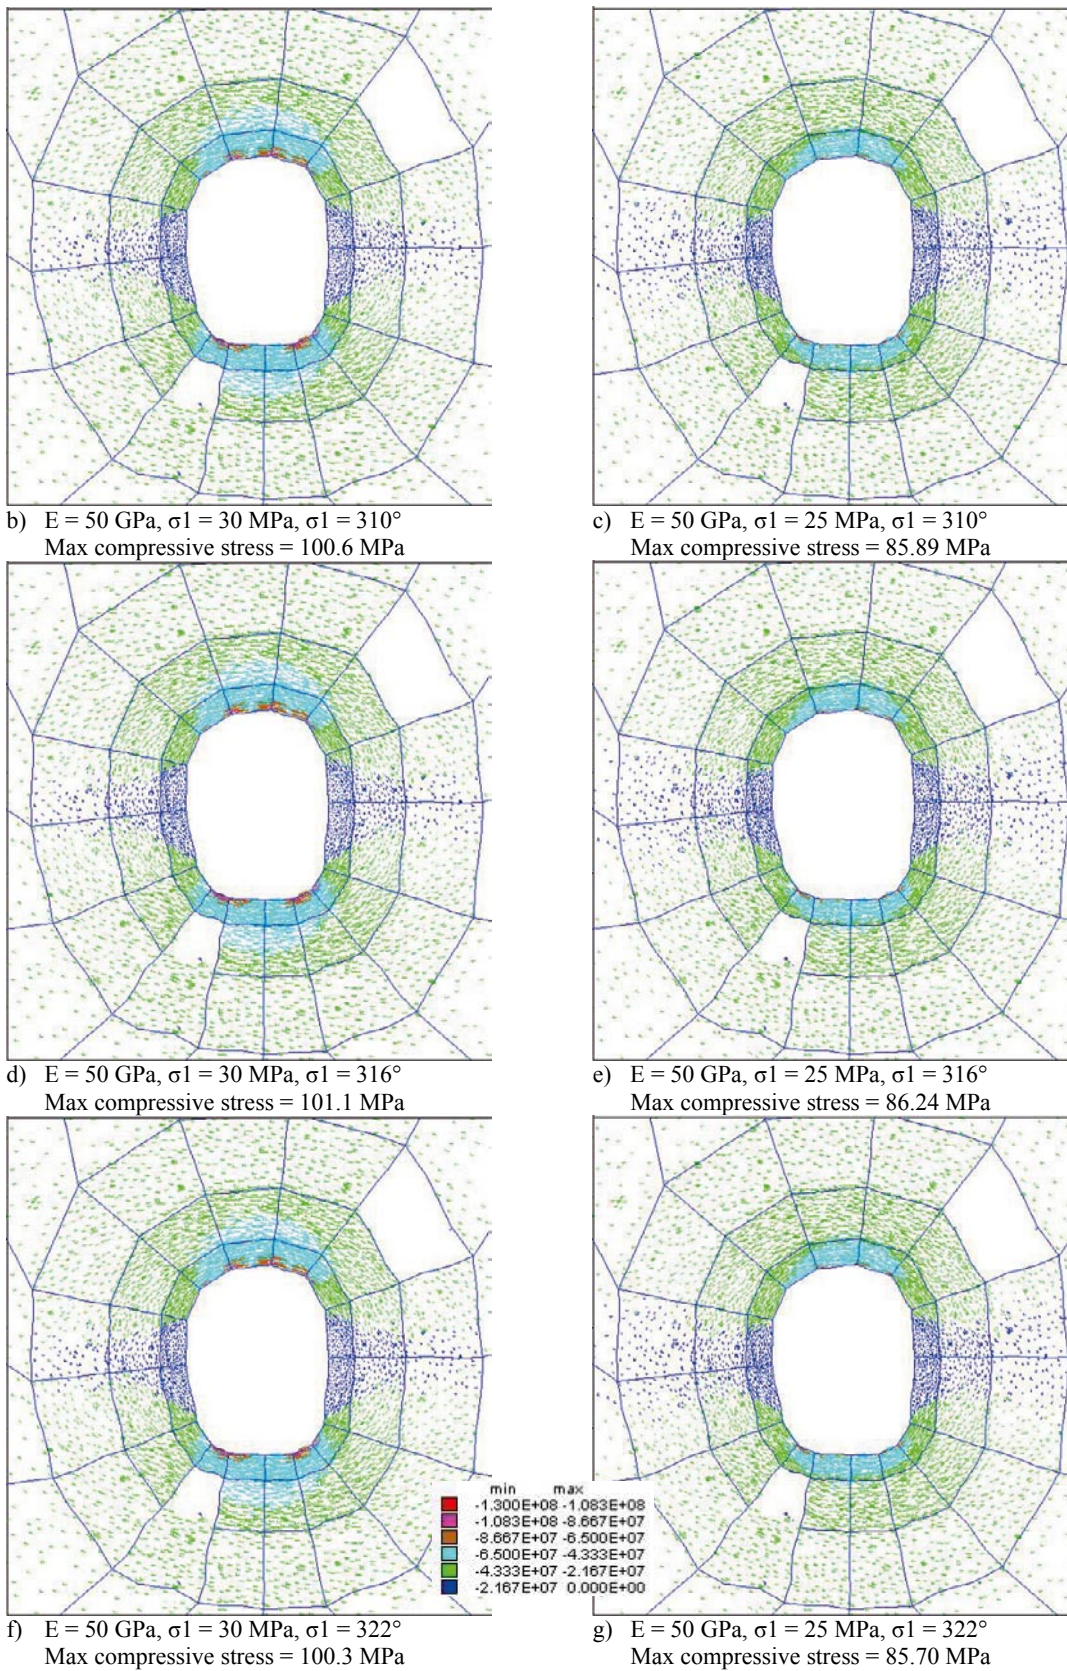 b) E = 50 GPa, σ1 = 30 MPa, σ1 = 310°
Max compressive stress = 100.6 MPa
c) E = 50 GPa, σ1 = 25 MPa, σ1 = 310°
Max compressive stress = 85.89 MPa
d) E = 50 GPa, σ1 = 30 MPa, σ1 = 316°
Max compressive stress = 101.1 MPa
e) E = 50 GPa, σ1 = 25 MPa, σ1 = 316°
Max compressive stress = 86.24 MPa
min max
-1.300E+08 -1.083E+08
-1.083E+08 -8.667E+07
-8.667E+07 -6.500E+07
-6.500E+07 -4.333E+07
-4.333E+07 -2.167E+07
-2.167E+07 0.000E+00
f) E = 50 GPa, σ1 = 30 MPa, σ1 = 322°
Max compressive stress = 100.3 MPa
g) E = 50 GPa, σ1 = 25 MPa, σ1 = 322°
Max compressive stress = 85.70 MPa